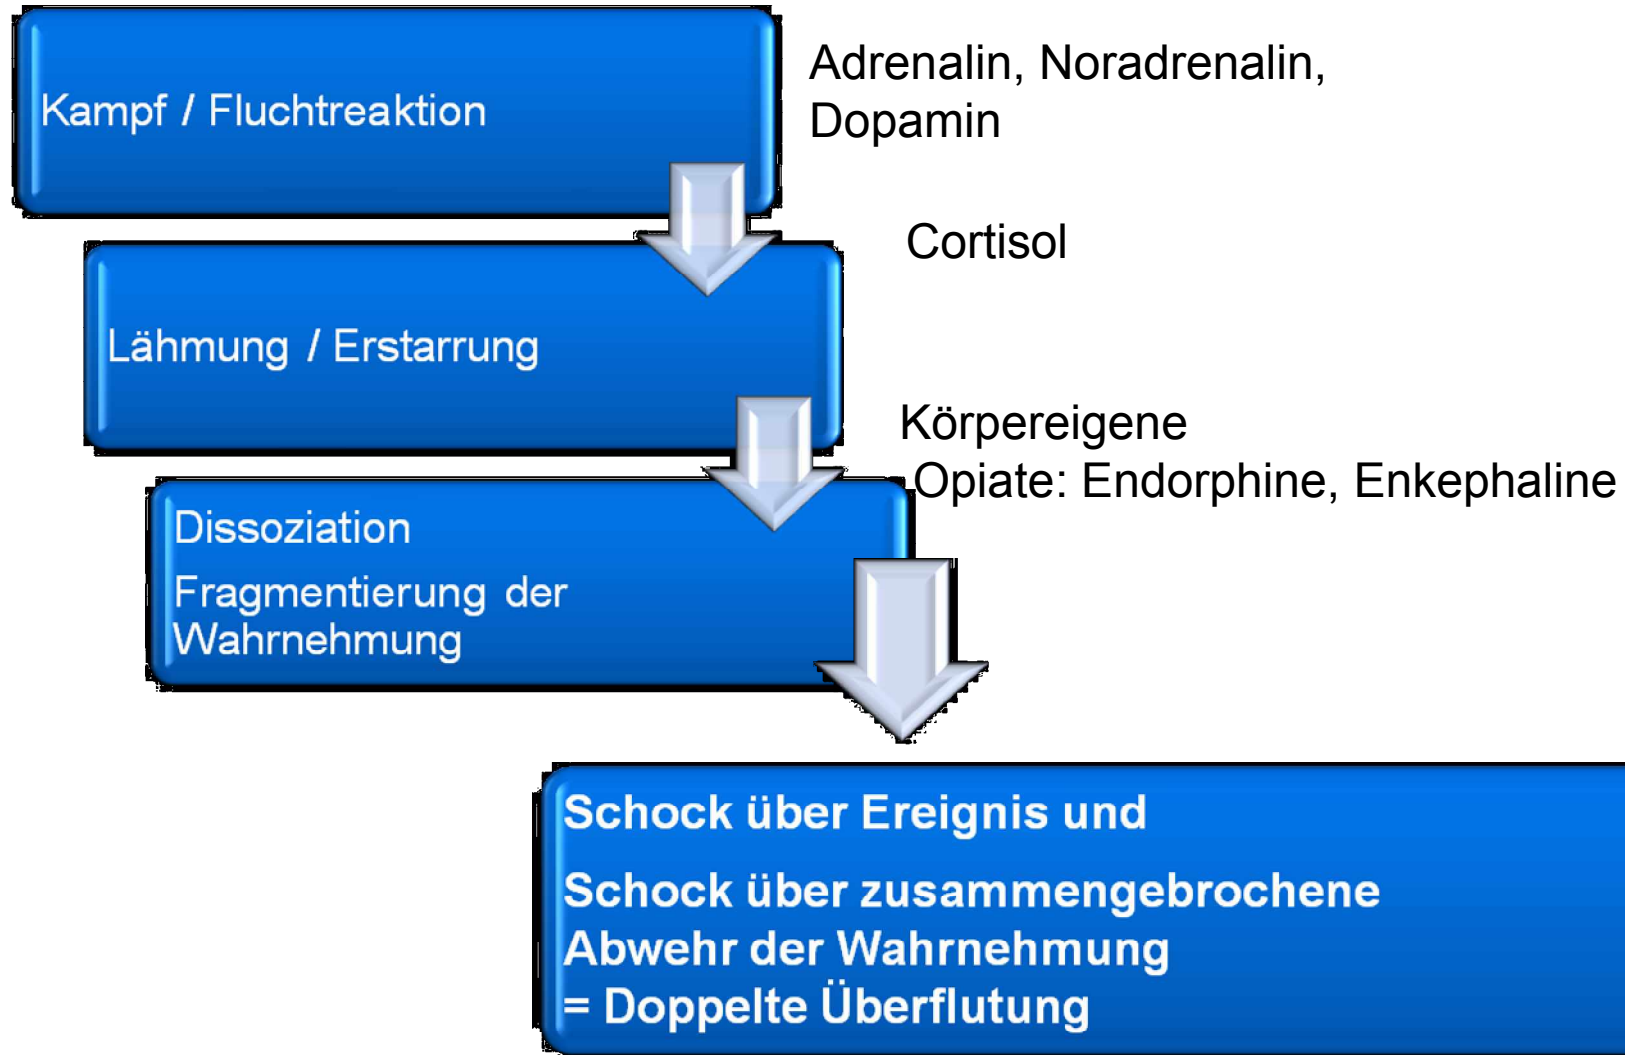 Kampf / Fluchtreaktion
Adrenalin, Noradrenalin,
Dopamin
Cortisol
Lähmung / Erstarrung
Körpereigene
Opiate: Endorphine, Enkephaline
Dissoziation
Fragmentierung der
Wahrnehmung
Schock über Ereignis und
Schock über zusammengebrochene
Abwehr der Wahrnehmung
= Doppelte Überflutung